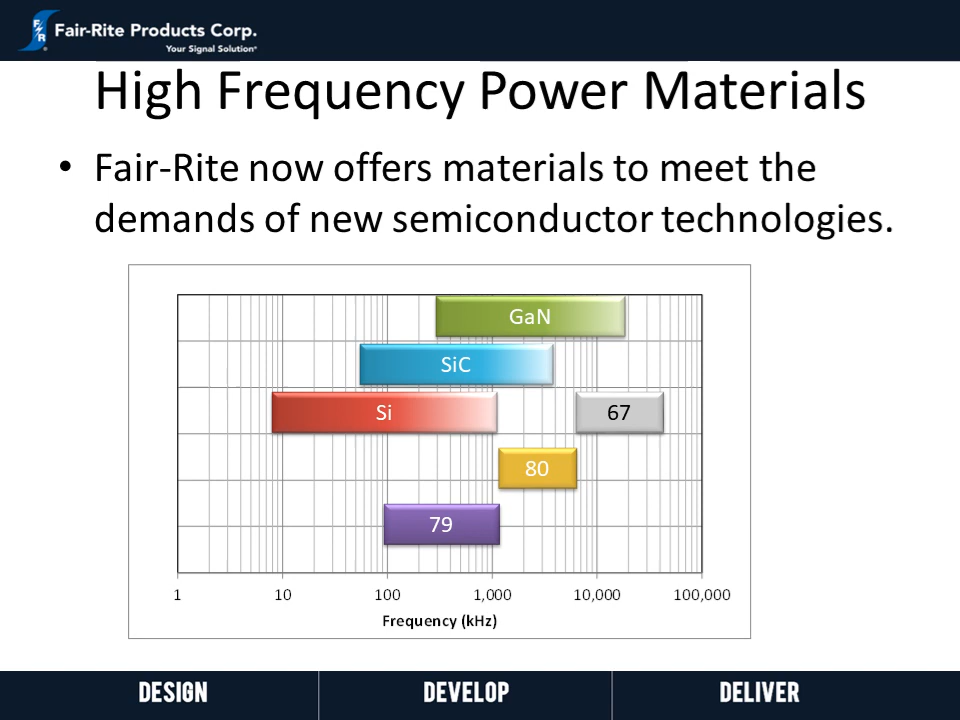 Fair-Rite Products Corp.
Your Signal Solution®
High Frequency Power Materials
• Fair-Rite now offers materials to meet the
demands of new semiconductor technologies.
GaN
SiC
Si
67
80
79
1 10 100 1,000 10,000 100,000
Frequency (kHz)
DESIGN DEVELOP DELIVER